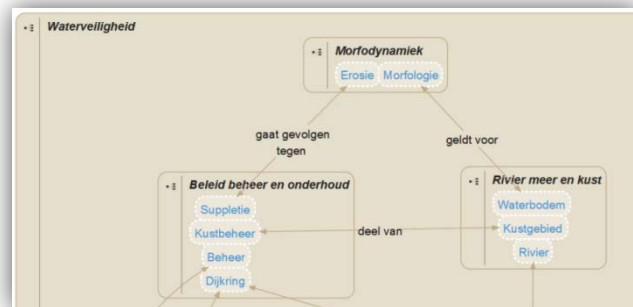 Waterveiligheid
Morfodynamiek
Erosie Morfologie
gaat gevolgen
tegen
geldt voor
Beleid beheer en onderhoud
Suppletie
Kustbeheer
Beheer
Dijkring
deel van
Rivier meer en kust
Waterbodem
Kustgebied
Rivier